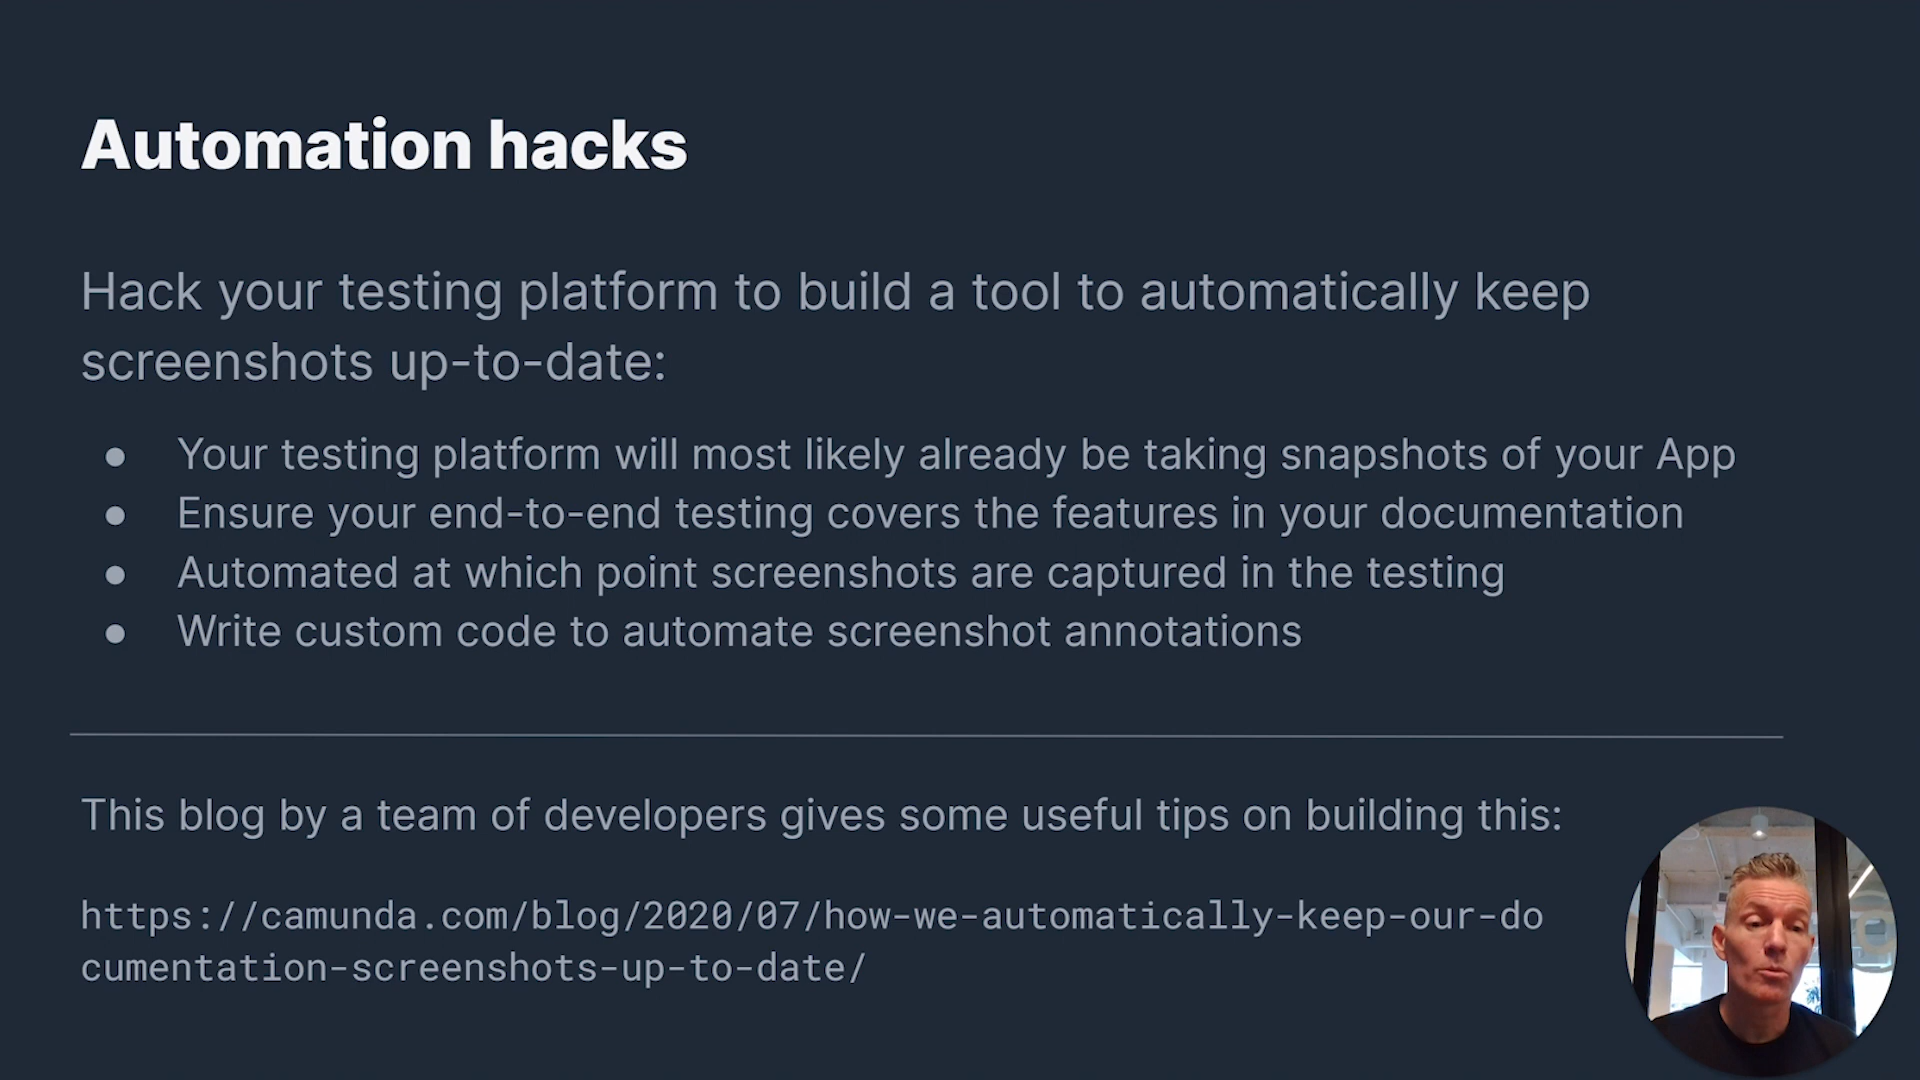 Automation hacks
Hack your testing platform to build a tool to automatically keep
screenshots up-to-date:
● Your testing platform will most likely already be taking snapshots of your App
● Ensure your end-to-end testing covers the features in your documentation
● Automated at which point screenshots are captured in the testing
● Write custom code to automate screenshot annotations
This blog by a team of developers gives some useful tips on building this:
https://camunda.com/blog/2020/07/how-we-automatically-keep-our-do
cumentation-screenshots-up-to-date/